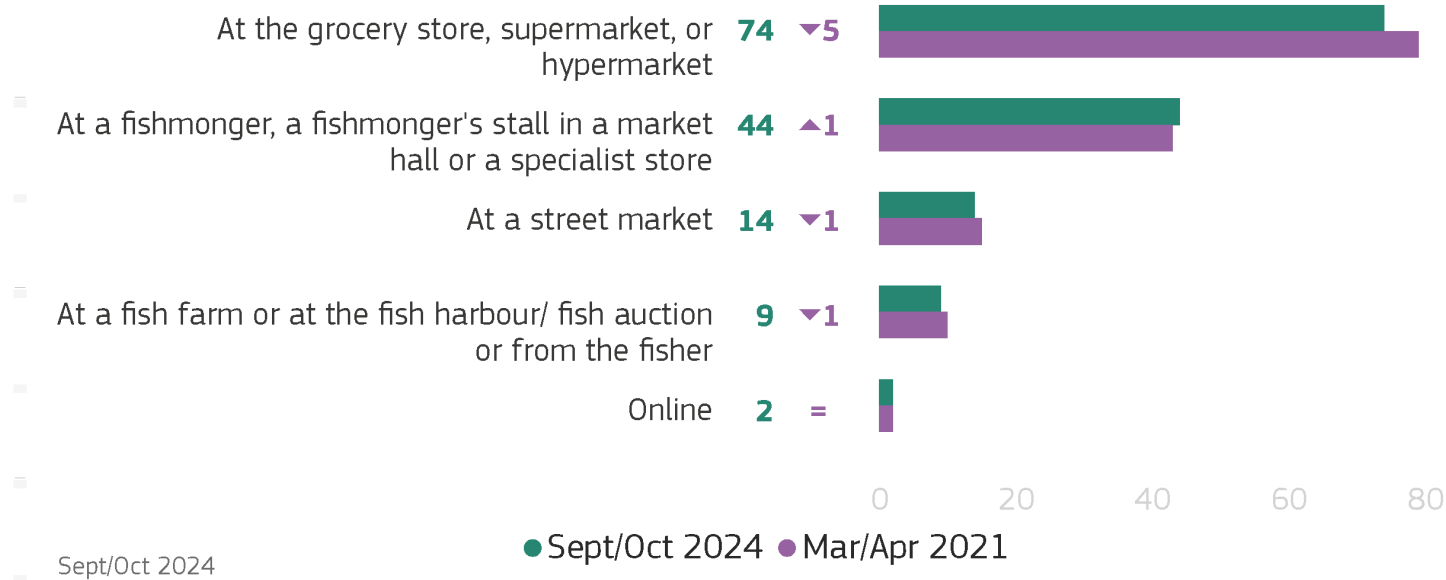 At the grocery store, supermarket, or 74 ▼5
hypermarket
At a fishmonger, a fishmonger's stall in a market 44 ▲1
hall or a specialist store
At a street market 14 ▼1
At a fish farm or at the fish harbour/ fish auction 9 ▼1
or from the fisher
Online 2 =
0 20 40 60 80
Sept/Oct 2024 Mar/Apr 2021
Sept/Oct 2024